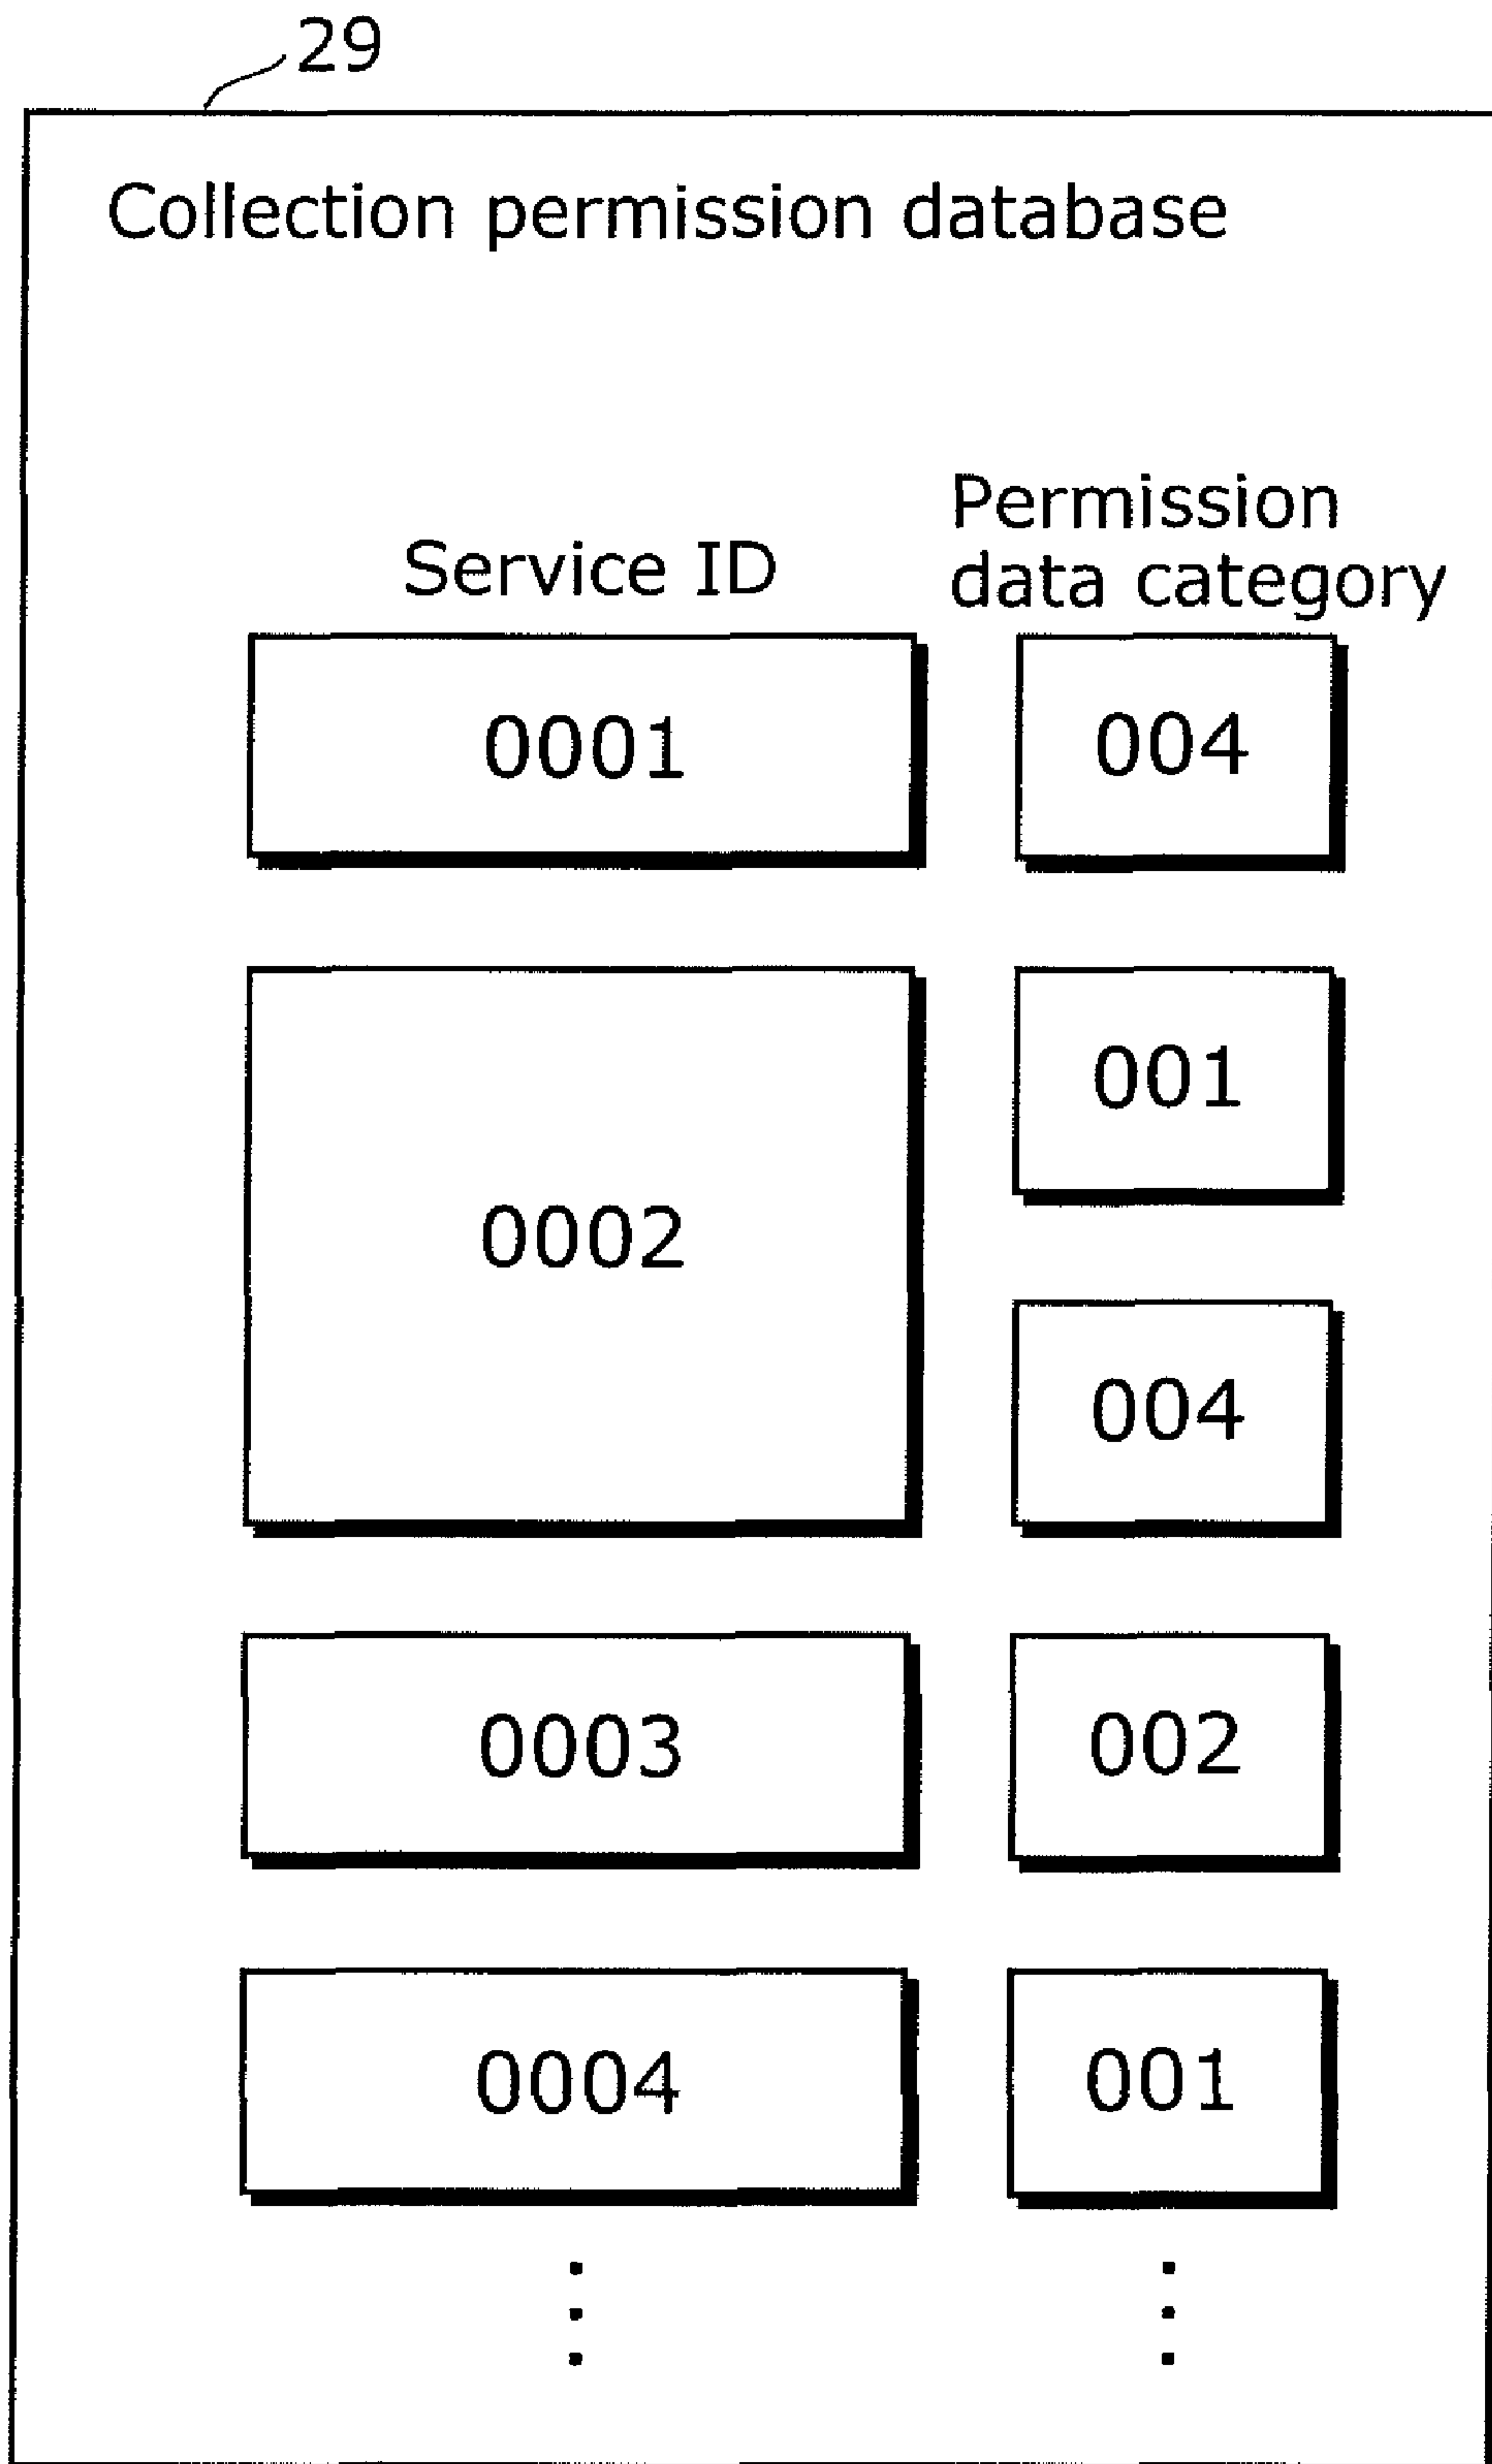 29
Collection permission database
Service ID
Permission
data category
0001
004
0002
001
004
0003
002
0004
001